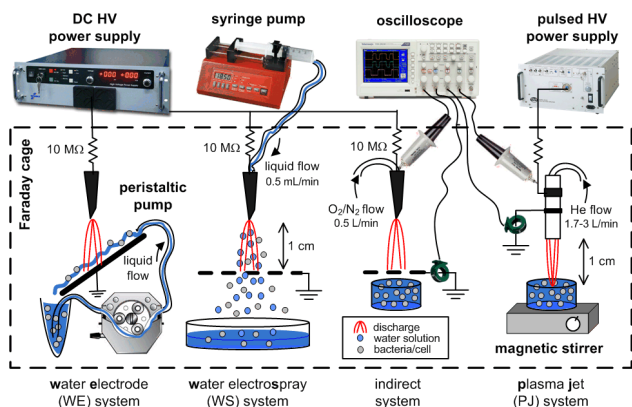 DC HV
power supply
syringe pump
oscilloscope
pulsed HV
power supply
Faraday cage
10 MΩ
10 MΩ
10 MΩ
liquid flow
0.5 mL/min
peristaltic
pump
liquid
flow
1 cm
O₂/N₂ flow
0.5 L/min
He flow
1.7-3 L/min
1 cm
discharge
water solution
bacteria/cell
magnetic stirrer
water electrode
(WE) system
water electrospray
(WS) system
indirect
system
plasma jet
(PJ) system